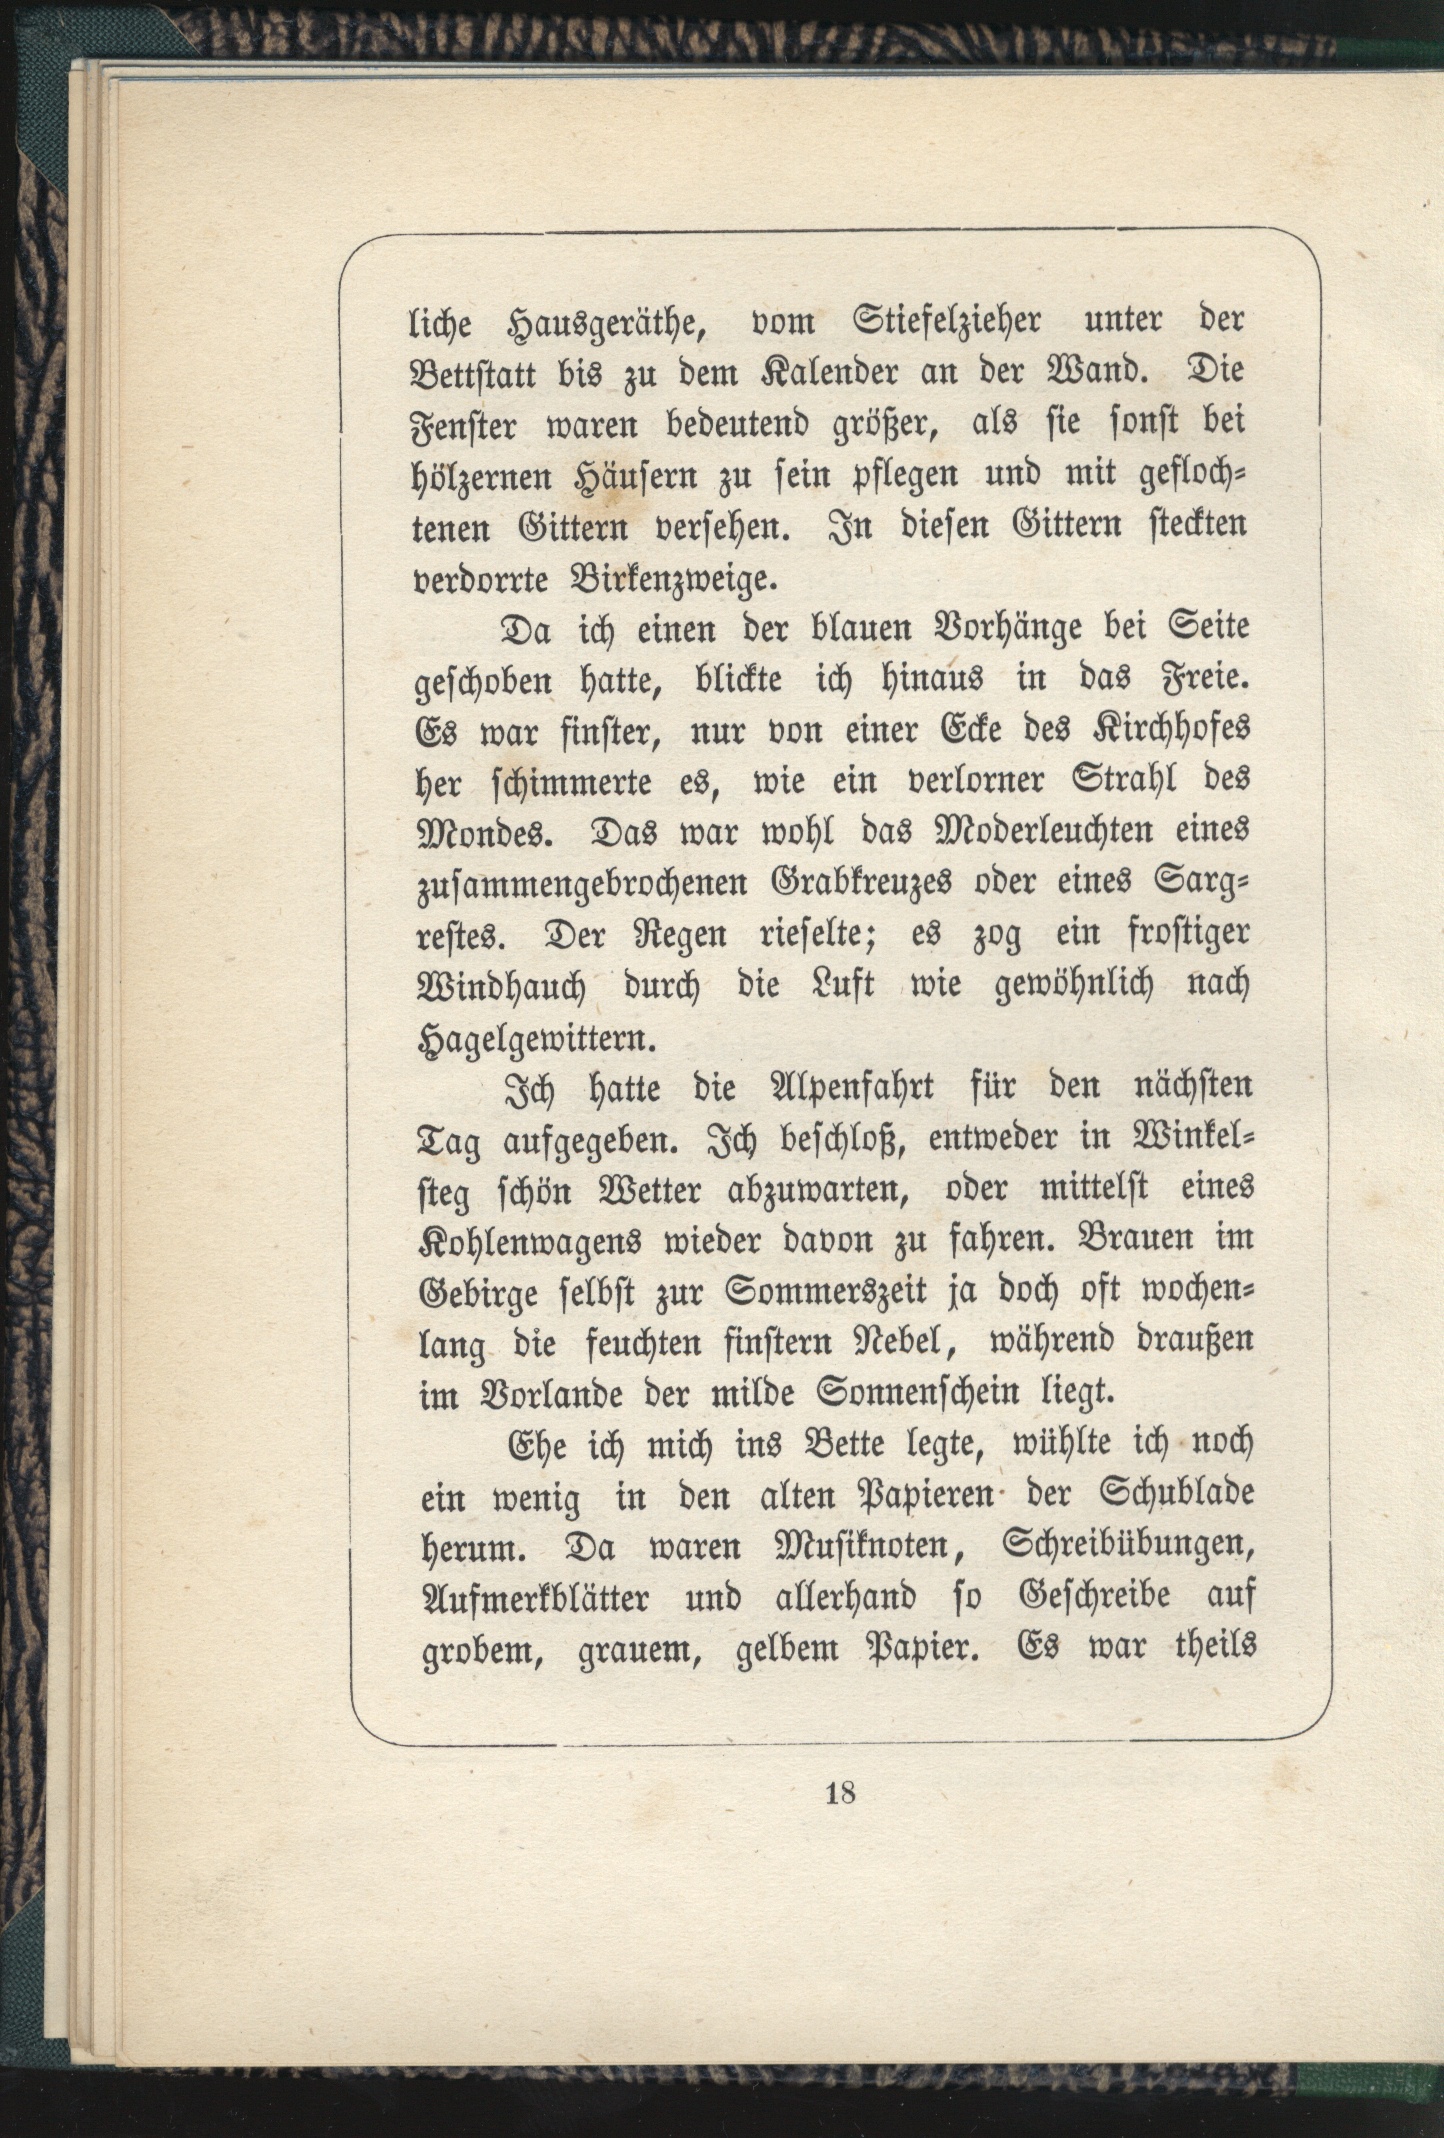 liche Hausgeräthe, vom Stiefelzieher unter der
Bettstatt bis zu dem Kalender an der Wand. Die
Fenster waren bedeutend größer, als sie sonst bei
hölzernen Häusern zu sein pflegen und mit gefloch-
tenen Gittern versehen. In diesen Gittern steckten
verdorrte Birkenzweige.
Da ich einen der blauen Vorhänge bei Seite
geschoben hatte, blickte ich hinaus in das Freie.
Es war finster, nur von einer Ecke des Kirchhofes
her schimmerte es, wie ein verlorner Strahl des
Mondes. Das war wohl das Moderleuchten eines
zusammengebrochenen Grabkreuzes oder eines Sarg-
restes. Der Regen rieselte; es zog ein frostiger
Windhauch durch die Luft wie gewöhnlich nach
Hagelgewittern.
Ich hatte die Alpenfahrt für den nächsten
Tag aufgegeben. Ich beschloß, entweder in Winkel-
steg schön Wetter abzuwarten, oder mittelst eines
Kohlenwagens wieder davon zu fahren. Brauen im
Gebirge selbst zur Sommerszeit ja doch oft wochen-
lang die feuchten finstern Nebel, während draußen
im Vorlande der milde Sonnenschein liegt.
Ehe ich mich ins Bette legte, wühlte ich noch
ein wenig in den alten Papieren der Schublade
herum. Da waren Musiknoten, Schreibübungen,
Aufmerkblätter und allerhand so Geschreibe auf
grobem, grauem, gelbem Papier. Es war theils
18